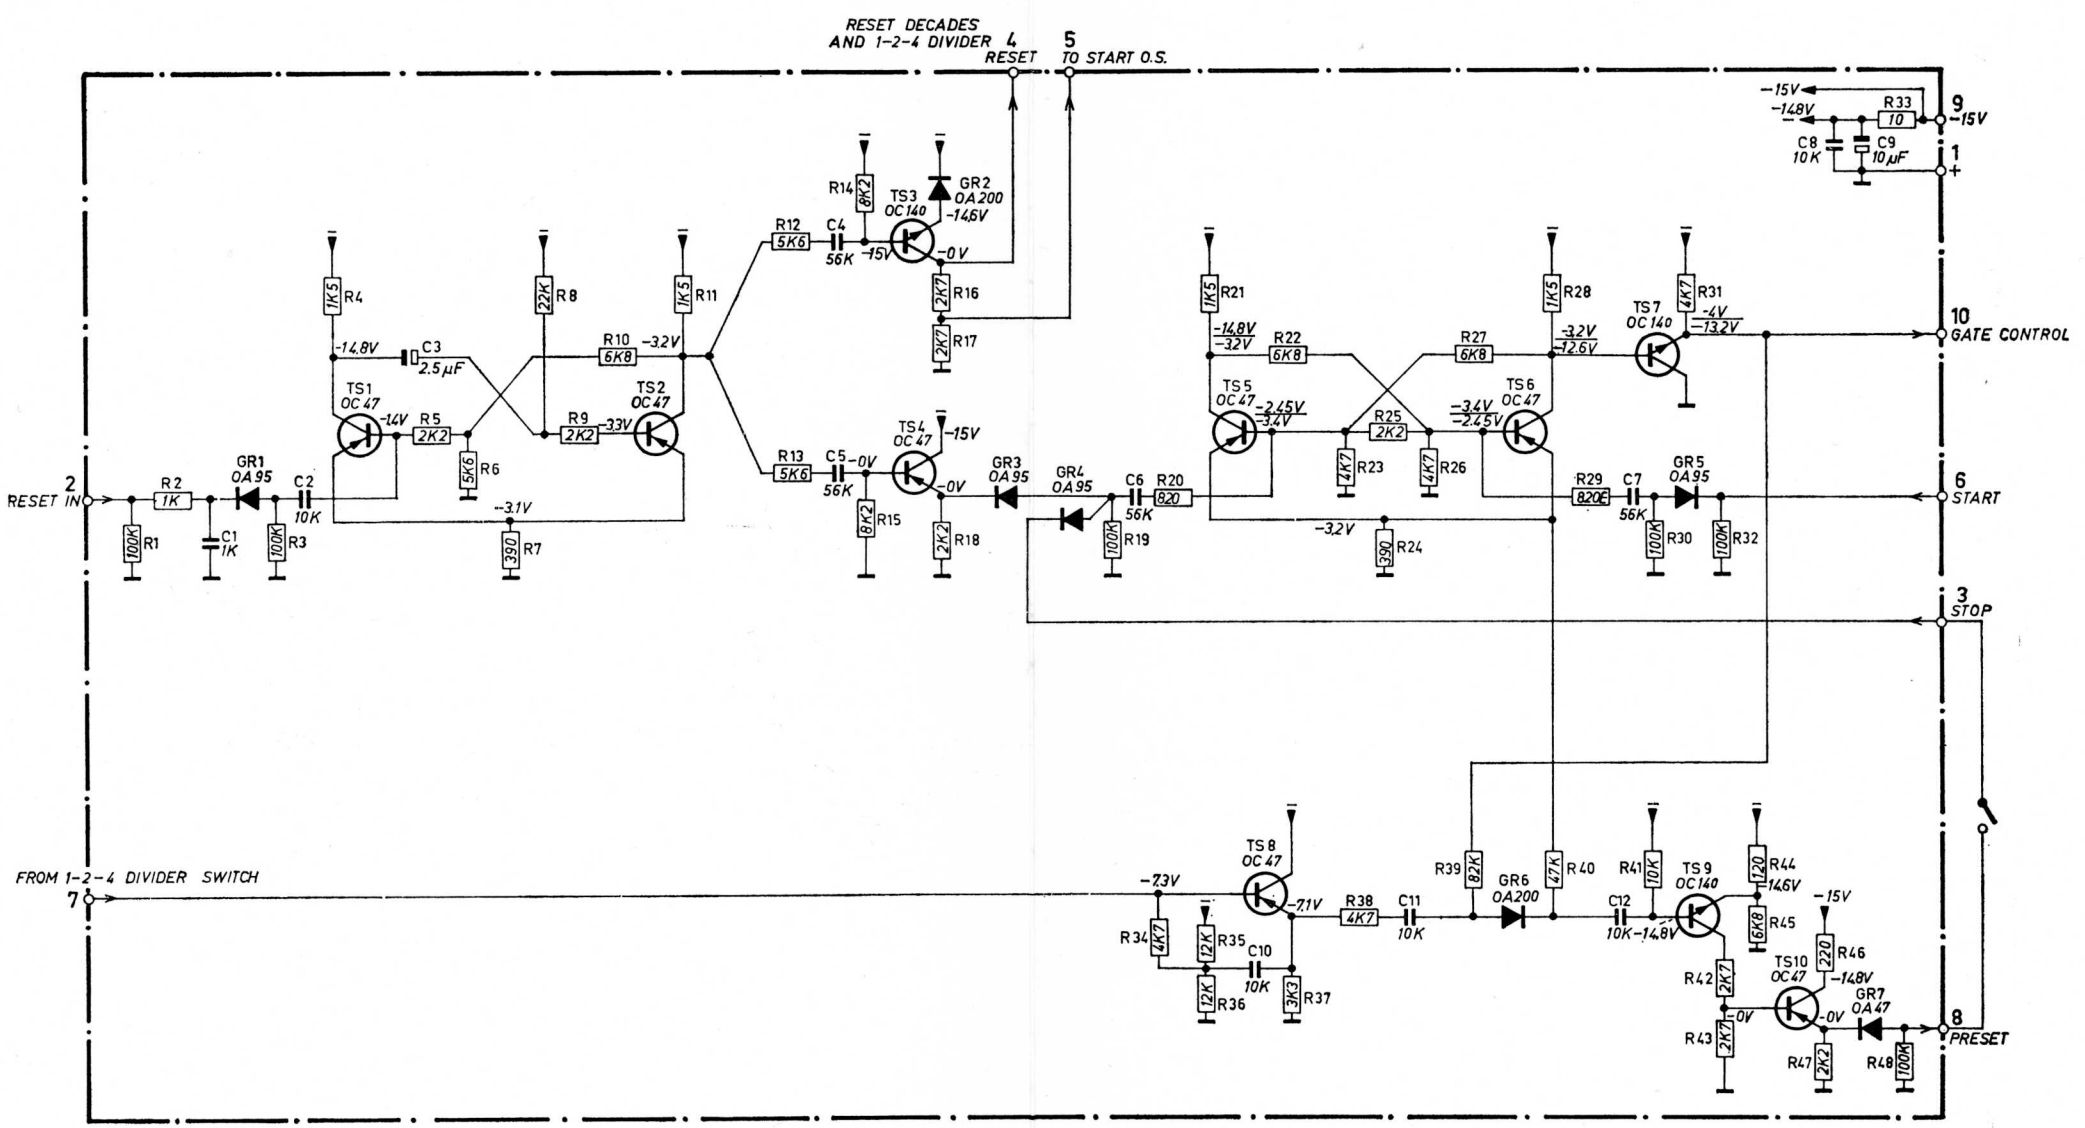 RESET DECADES
AND 1-2-4 DIVIDER 4 5
RESET TO START O.S.
-15V
-14,8V R33 9
10 -15V
C8 C9
10K 10µF 1
+
R14 8K2
GR2
OA200
TS3
OC140
-14,6V
R12
5K6
C4
56K
-15V
-0V
2K7 R16
2K7 R17
1K5 R4
22K R8
1K5 R11
-14,8V C3
2.5µF
R10
6K8
-3.2V
TS1
OC47
-1,4V
R5
2K2
R9
2K2
-3,3V
TS2
OC47
5K6 R6
-3.1V
390 R7
2
RESET IN
R2
1K
GR1
OA95
C2
10K
100K R1
C1
1K
100K R3
R13
5K6
C5
56K
-0V
TS4
OC47
-15V
-0V
8K2 R15
2K2 R18
GR3
OA95
GR4
OA95
C6
56K
R20
820
100K R19
1K5 R21
-14,8V
-3.2V
R22
6K8
R27
6K8
1K5 R28
-3.2V
-12.6V
TS5
OC47
-2.45V
-3.4V
R25
2K2
-3.4V
-2.45V
TS6
OC47
4K7 R23
4K7 R26
-3,2V
390 R24
TS7
OC140
4K7 R31
-4V
-13.2V
10
GATE CONTROL
R29
820E
C7
56K
GR5
OA95
6
START
100K R30
100K R32
3
STOP
FROM 1-2-4 DIVIDER SWITCH
7
-7.3V
TS8
OC47
-7.1V
R34 4K7
12K R35
12K R36
C10
10K
3K3 R37
R38
4K7
C11
10K
R39 82K
GR6
OA200
47K R40
C12
10K
R41 10K
-14,8V
TS9
OC140
120 R44
-14,6V
6K8 R45
-15V
220 R46
R42 2K7
R43 2K7
-0V
TS10
OC47
-14,8V
-0V
GR7
OA47
R47 2K2
R48 100K
8
PRESET